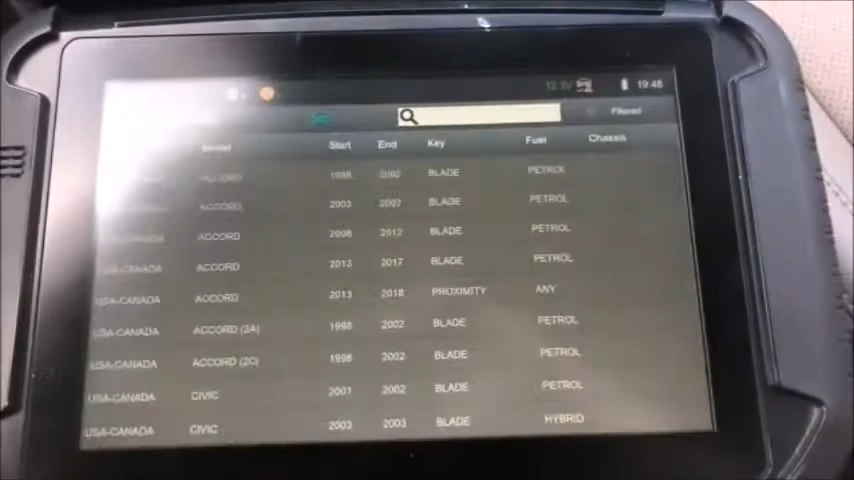 12.3V 19:48
Filtered
Model Start End Key Fuel Chassis
ACCORD 1998 2002 BLADE PETROL
ACCORD 2003 2007 BLADE PETROL
ACCORD 2008 2012 BLADE PETROL
USA-CANADA ACCORD 2013 2017 BLADE PETROL
USA-CANADA ACCORD 2013 2018 PROXIMITY ANY
USA-CANADA ACCORD (2A) 1998 2002 BLADE PETROL
USA-CANADA ACCORD (2C) 1998 2002 BLADE PETROL
USA-CANADA CIVIC 2001 2002 BLADE PETROL
USA-CANADA CIVIC 2003 2003 BLADE HYBRID